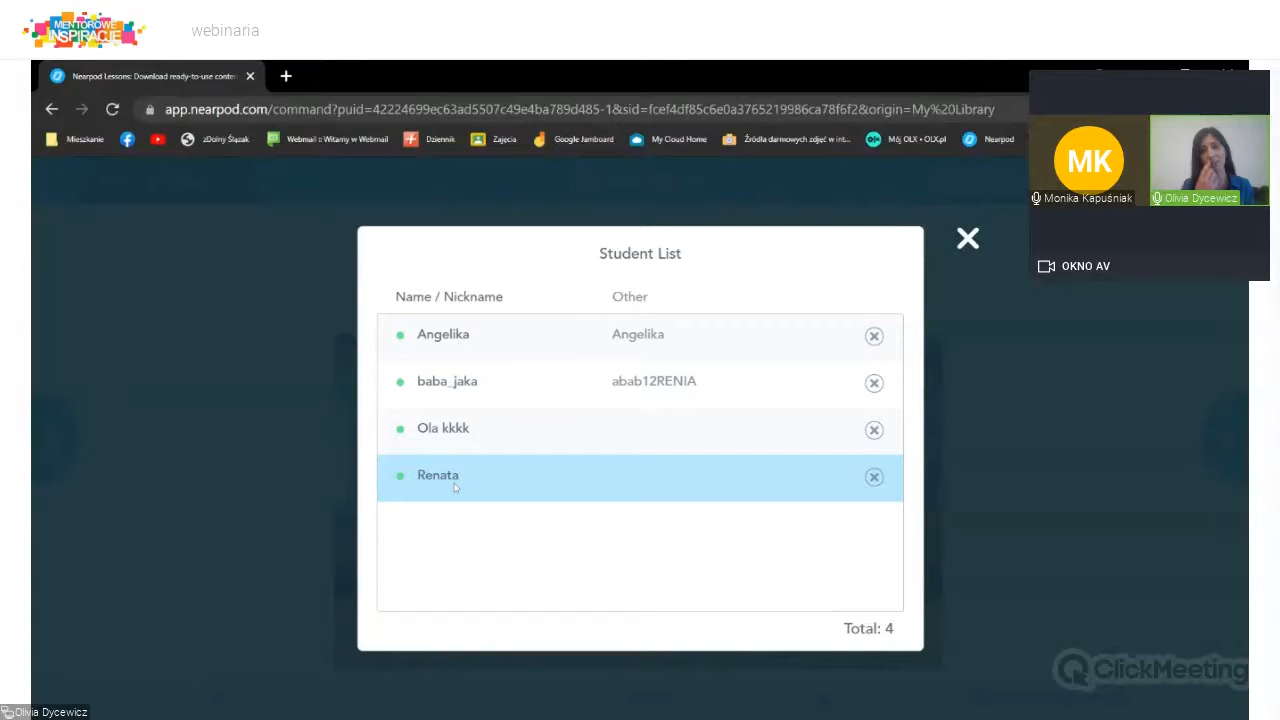 MENTOROWE
INSPIRACJE
webinaria
Nearpod Lessons: Download ready-to-use conte
app.nearpod.com/command?puid=42224699ec63ad5507c49e4ba789d485-1&sid=fcef4df85c6e0a3765219986ca78f6f2&origin=My%20Library
Mieszkanie
zDolny Ślązak
Webmail :: Witamy w Webmail
Dziennik
Zajęcia
Google Jamboard
My Cloud Home
Źródła darmowych zdjęć w int...
Mój OLX • OLX.pl
Nearpod
MK
Monika Kapuśniak
Olivia Dycewicz
OKNO AV
Student List
Name / Nickname
Other
Angelika
Angelika
baba_jaka
abab12RENIA
Ola kkkk
Renata
Total: 4
ClickMeeting
Olivia Dycewicz